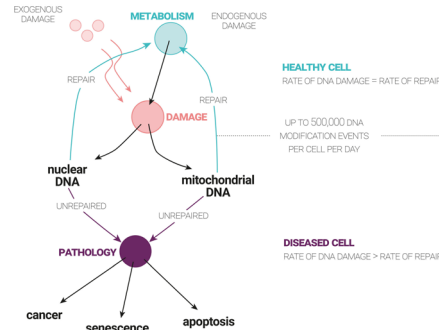 EXOGENOUS
DAMAGE
METABOLISM
ENDOGENOUS
DAMAGE
REPAIR
REPAIR
HEALTHY CELL
RATE OF DNA DAMAGE = RATE OF REPAIR
DAMAGE
UP TO 500,000 DNA
MODIFICATION EVENTS
PER CELL PER DAY
nuclear
DNA
mitochondrial
DNA
UNREPAIRED
UNREPAIRED
PATHOLOGY
DISEASED CELL
RATE OF DNA DAMAGE > RATE OF REPAIR
cancer
senescence
apoptosis